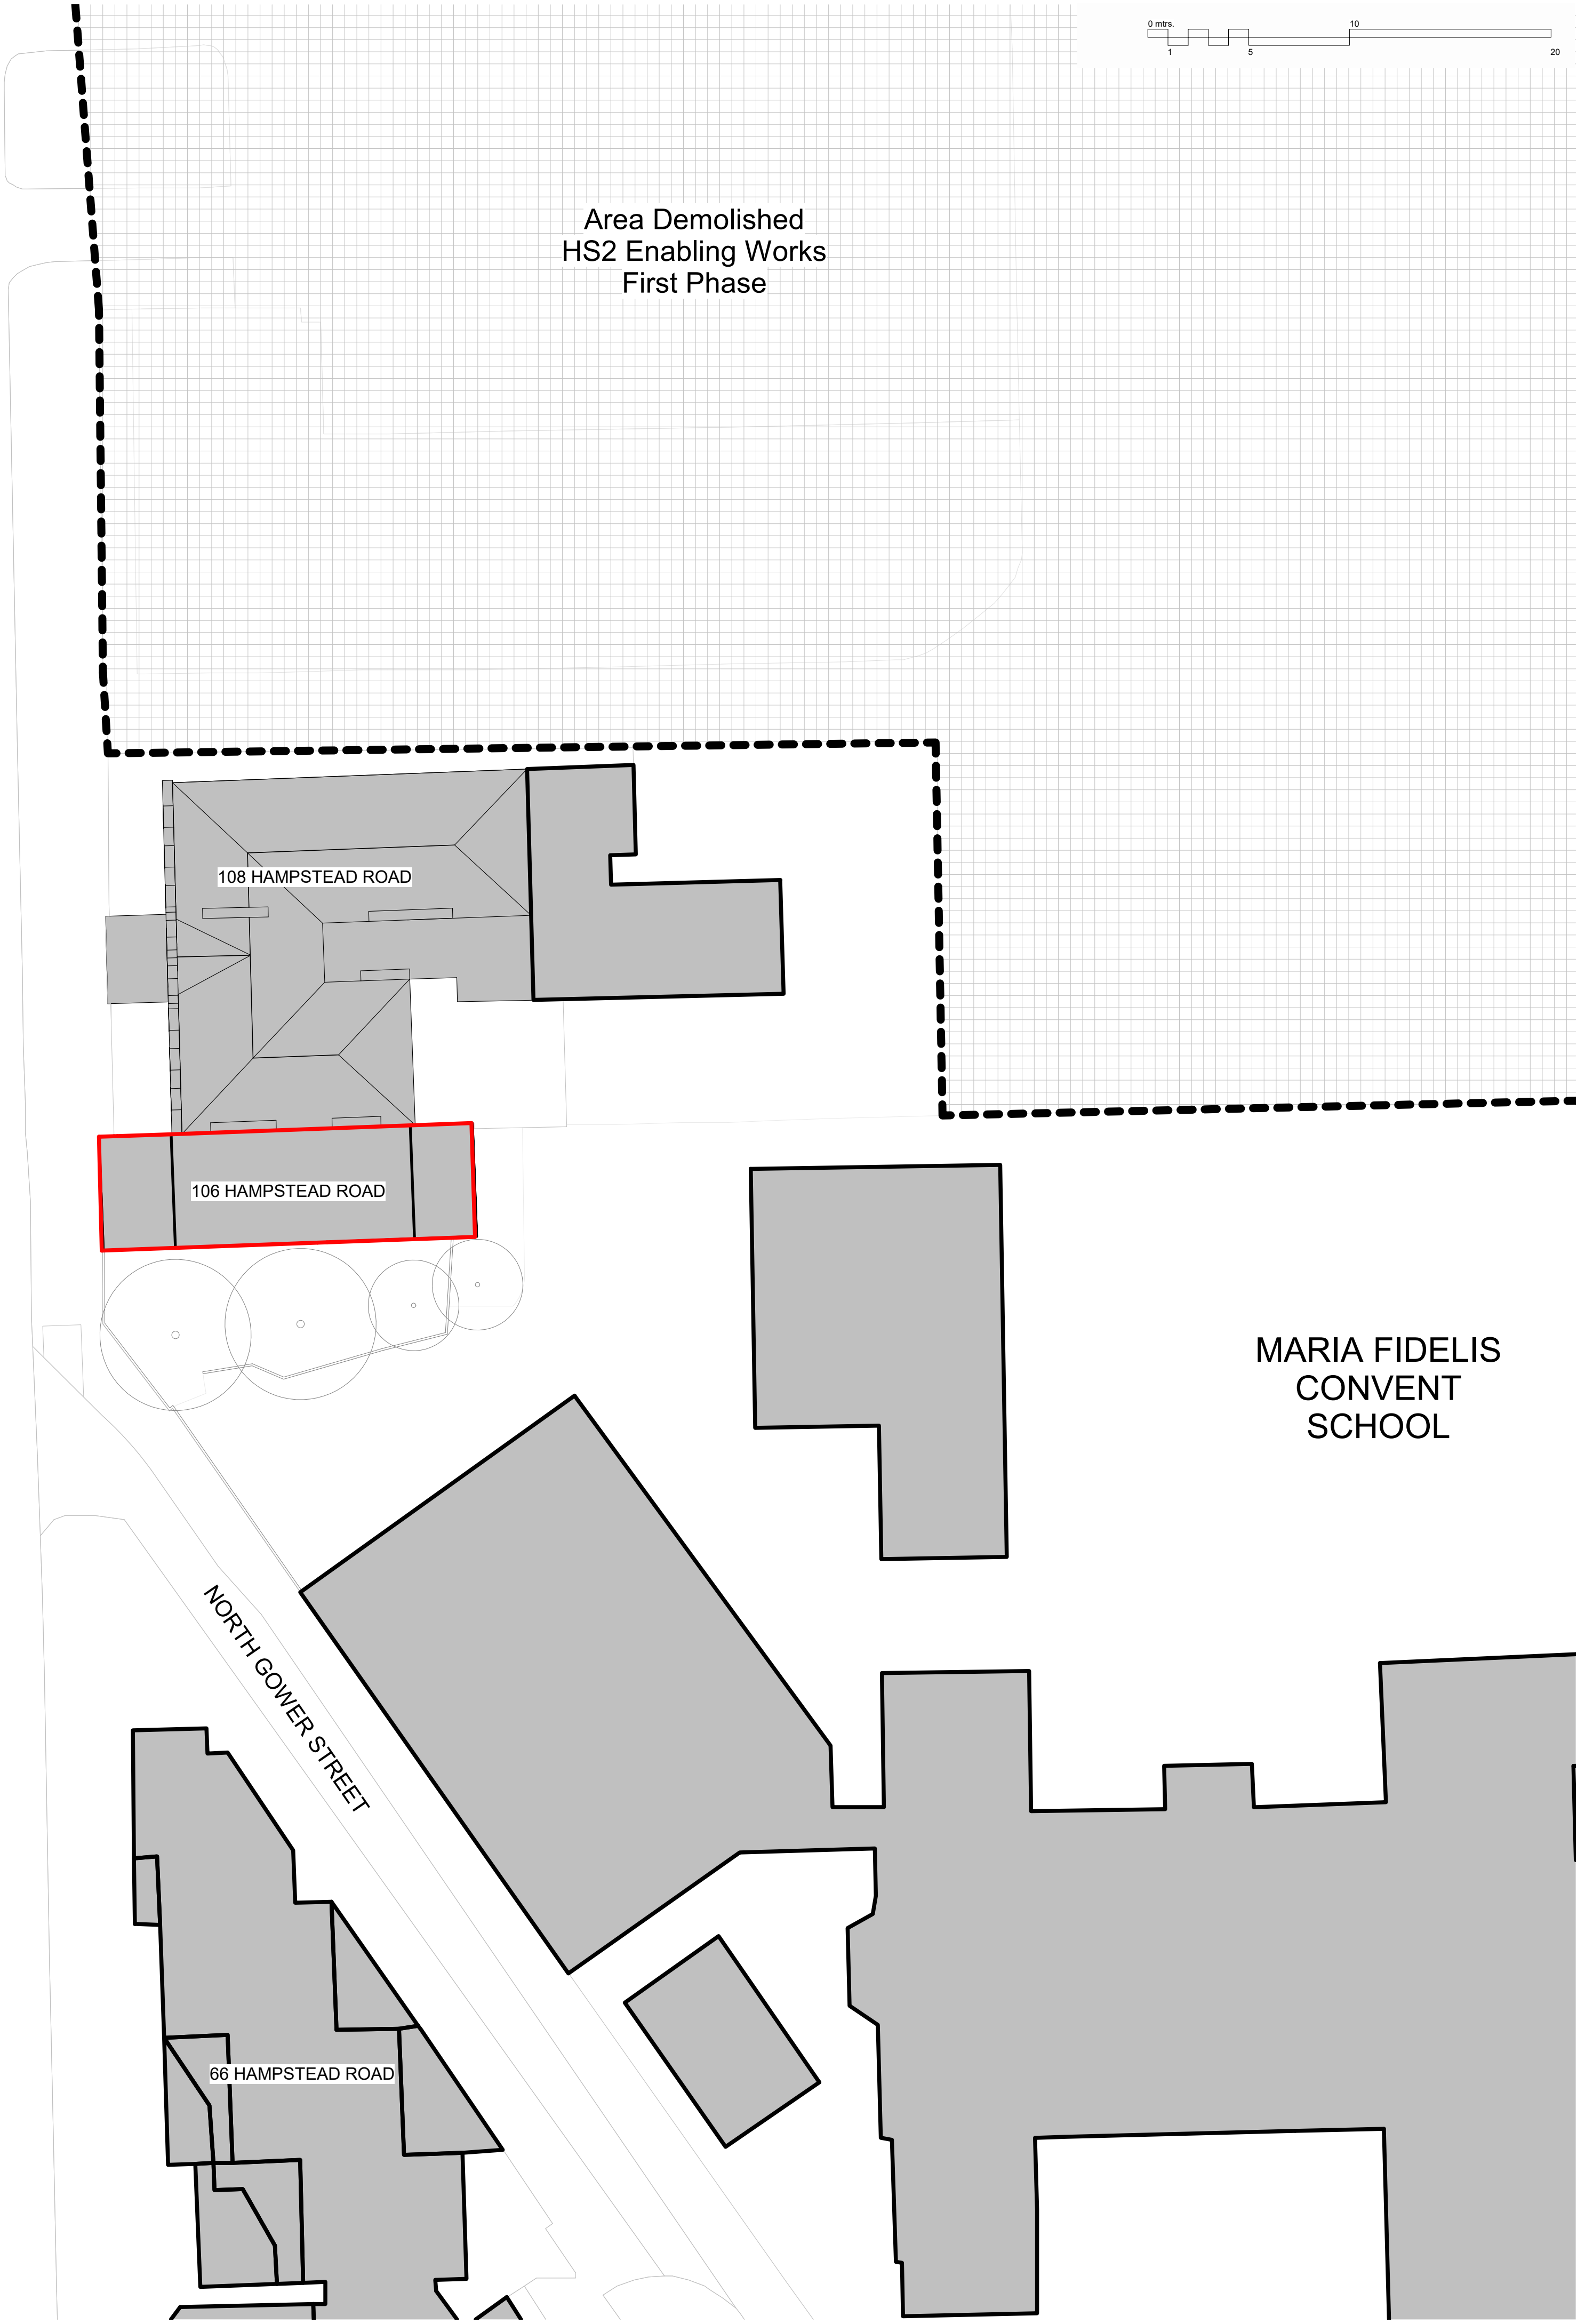 0 mtrs.
10
1
5
20
Area Demolished
HS2 Enabling Works
First Phase
108 HAMPSTEAD ROAD
106 HAMPSTEAD ROAD
MARIA FIDELIS
CONVENT
SCHOOL
NORTH GOWER STREET
66 HAMPSTEAD ROAD